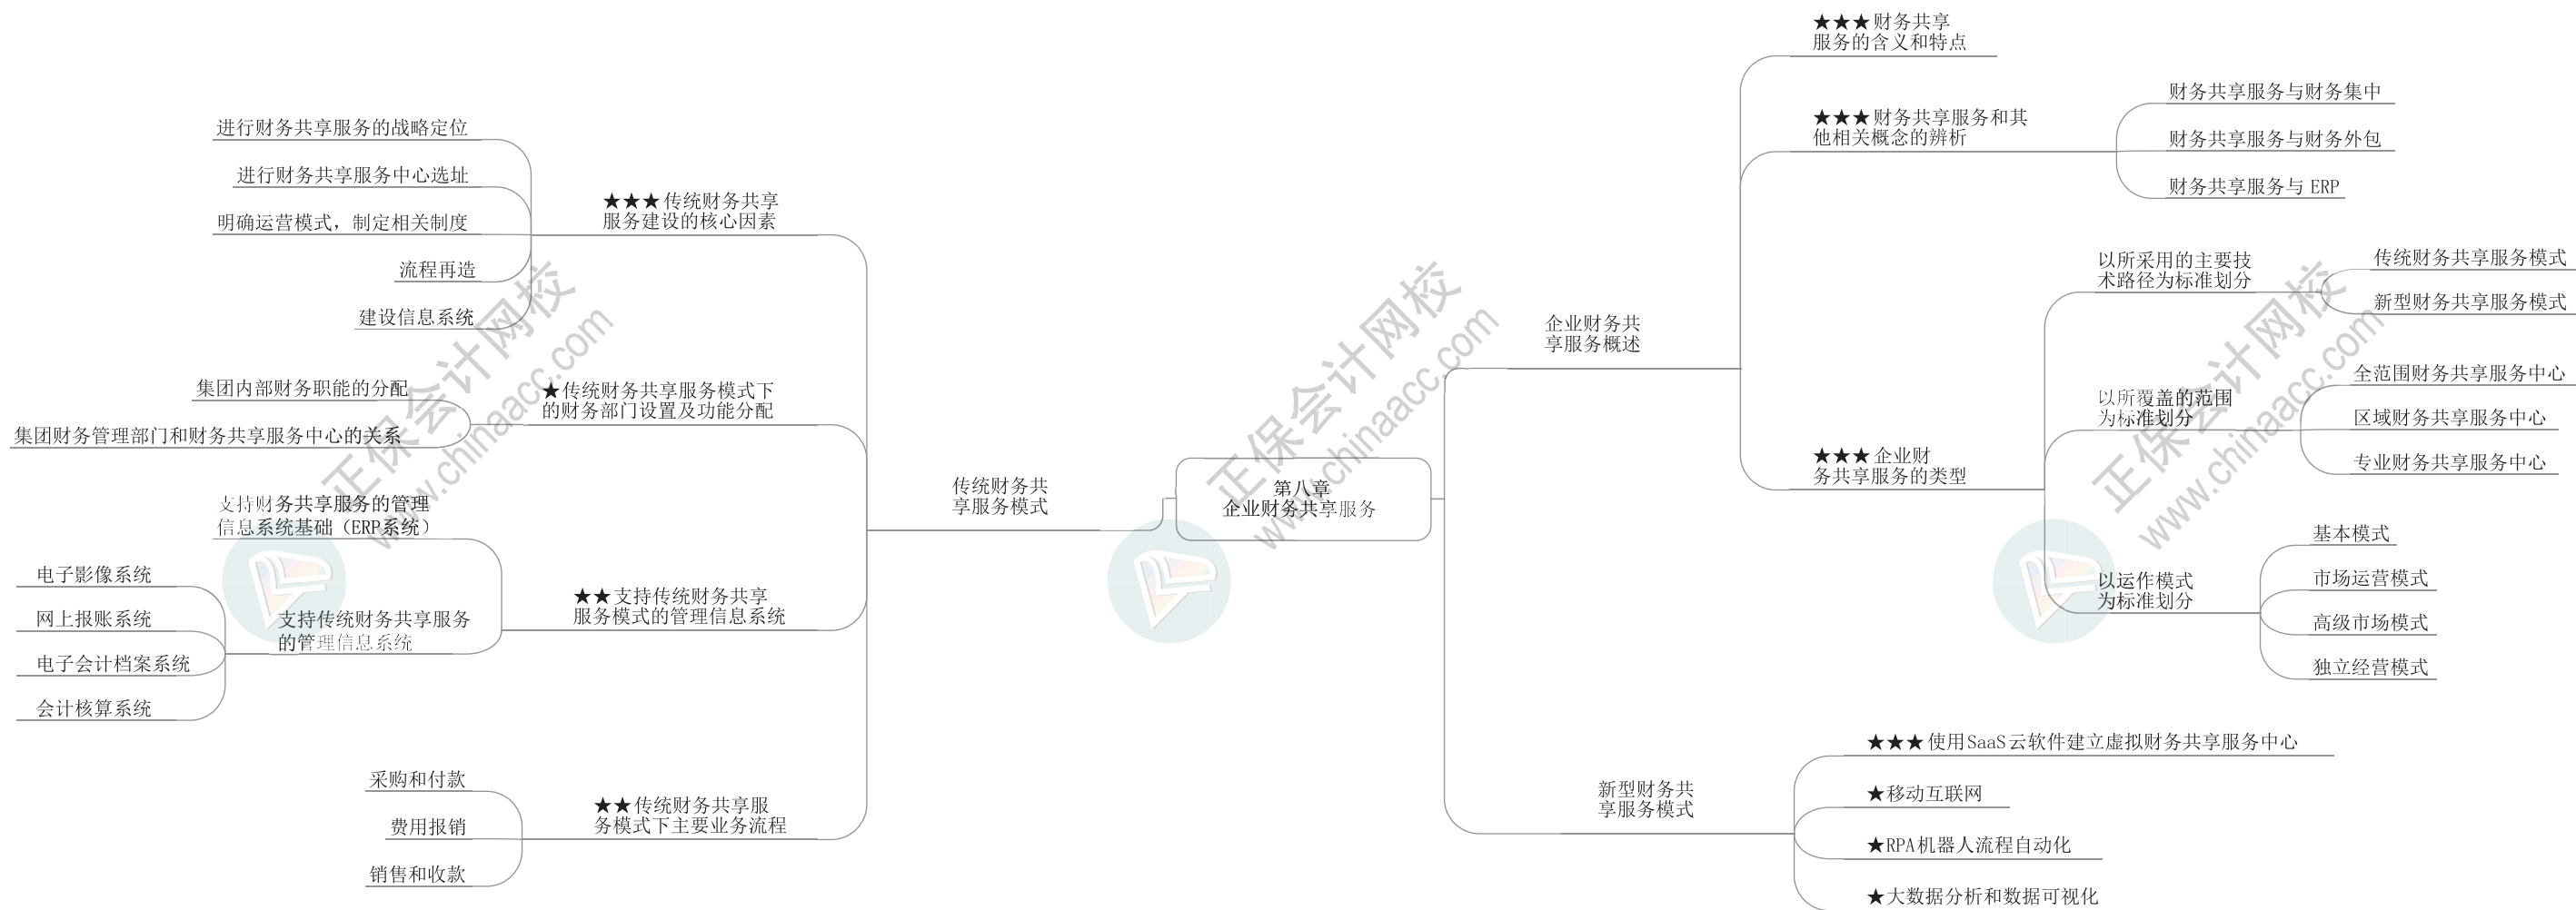 第八章
企业财务共享服务
企业财务共
享服务概述
★★★财务共享
服务的含义和特点
★★★财务共享服务和其
他相关概念的辨析
财务共享服务与财务集中
财务共享服务与财务外包
财务共享服务与 ERP
★★★企业财
务共享服务的类型
以所采用的主要技
术路径为标准划分
传统财务共享服务模式
新型财务共享服务模式
以所覆盖的范围
为标准划分
全范围财务共享服务中心
区域财务共享服务中心
专业财务共享服务中心
以运作模式
为标准划分
基本模式
市场运营模式
高级市场模式
独立经营模式
新型财务共
享服务模式
★★★使用SaaS云软件建立虚拟财务共享服务中心
★移动互联网
★RPA机器人流程自动化
★大数据分析和数据可视化
传统财务共
享服务模式
★★★传统财务共享
服务建设的核心因素
进行财务共享服务的战略定位
进行财务共享服务中心选址
明确运营模式，制定相关制度
流程再造
建设信息系统
★传统财务共享服务模式下
的财务部门设置及功能分配
集团内部财务职能的分配
集团财务管理部门和财务共享服务中心的关系
★★支持传统财务共享
服务模式的管理信息系统
支持财务共享服务的管理
信息系统基础（ERP系统）
支持传统财务共享服务
的管理信息系统
电子影像系统
网上报账系统
电子会计档案系统
会计核算系统
★★传统财务共享服
务模式下主要业务流程
采购和付款
费用报销
销售和收款
正保会计网校
www.chinaacc.com
正保会计网校
www.chinaacc.com
正保会计网校
www.chinaacc.com